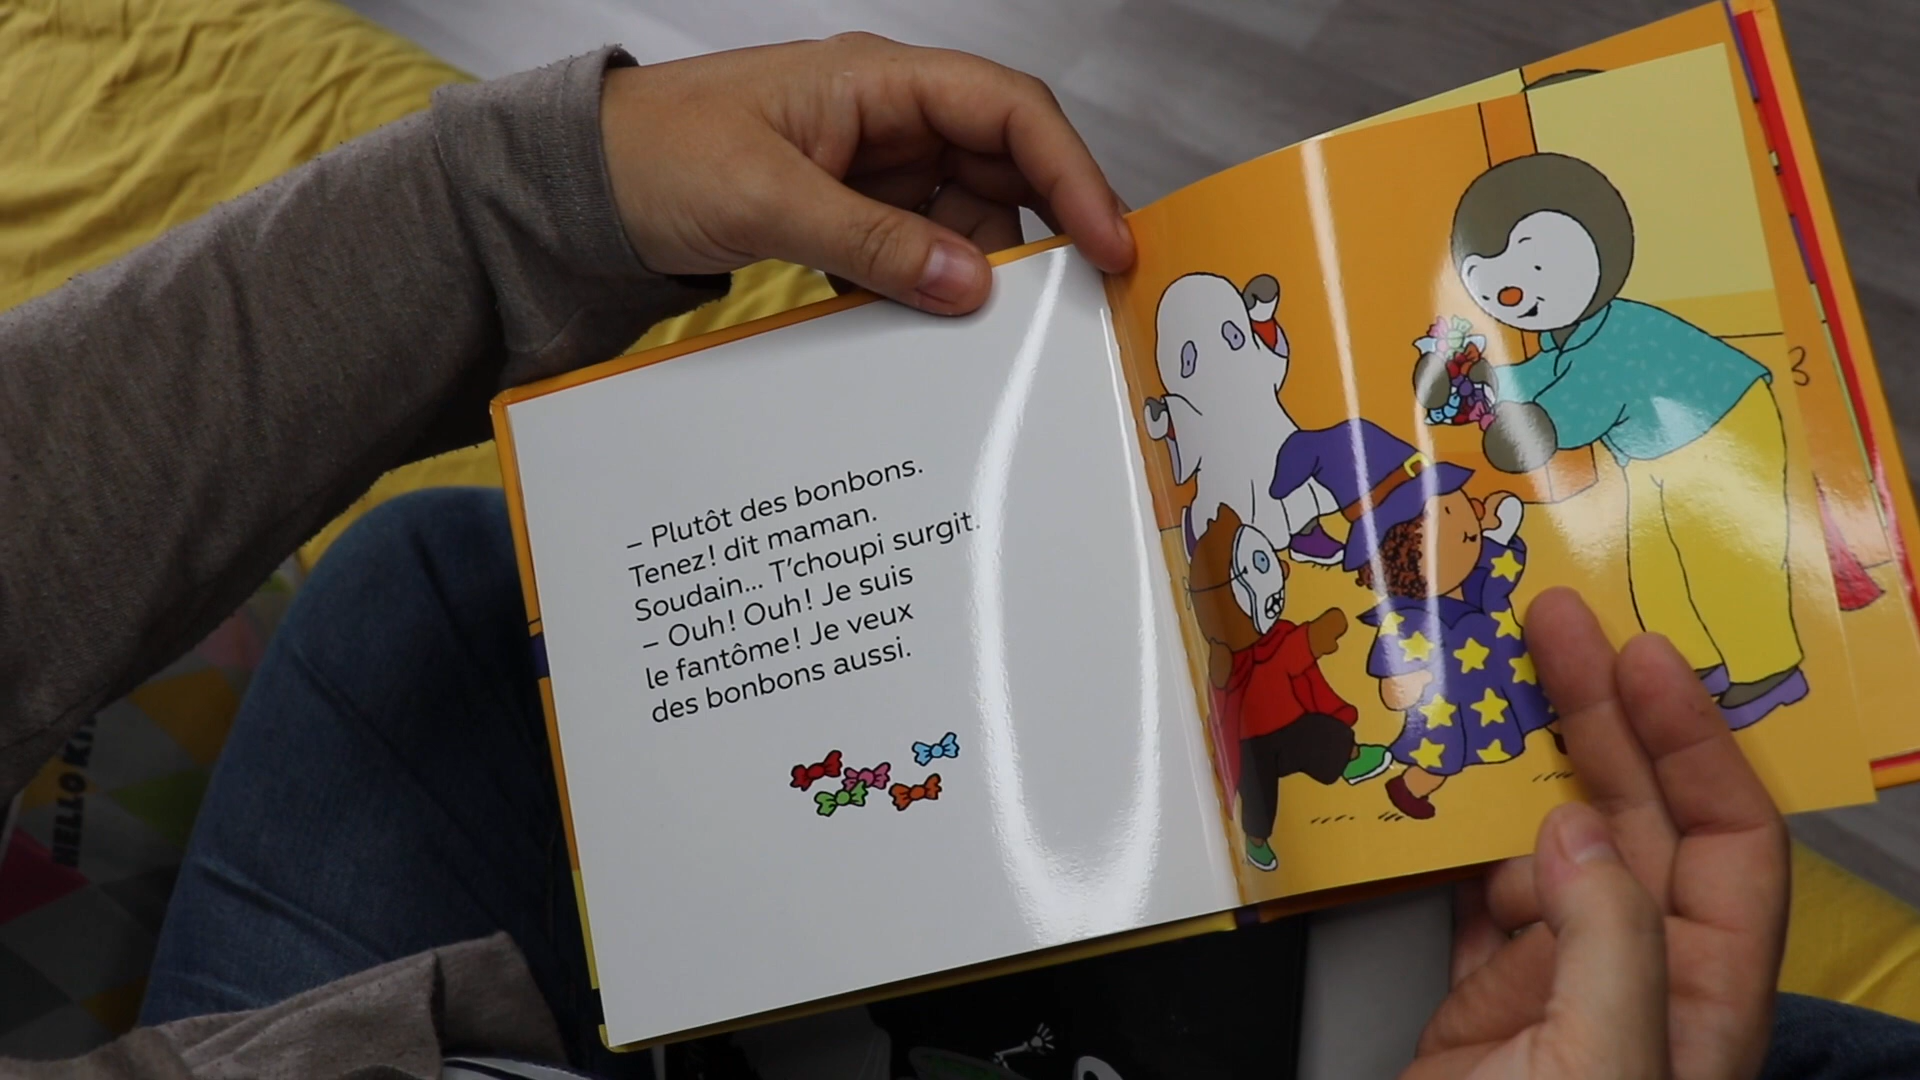 – Plutôt des bonbons.
Tenez ! dit maman.
Soudain... T’choupi surgit.
– Ouh ! Ouh ! Je suis
le fantôme ! Je veux
des bonbons aussi.
HELLO